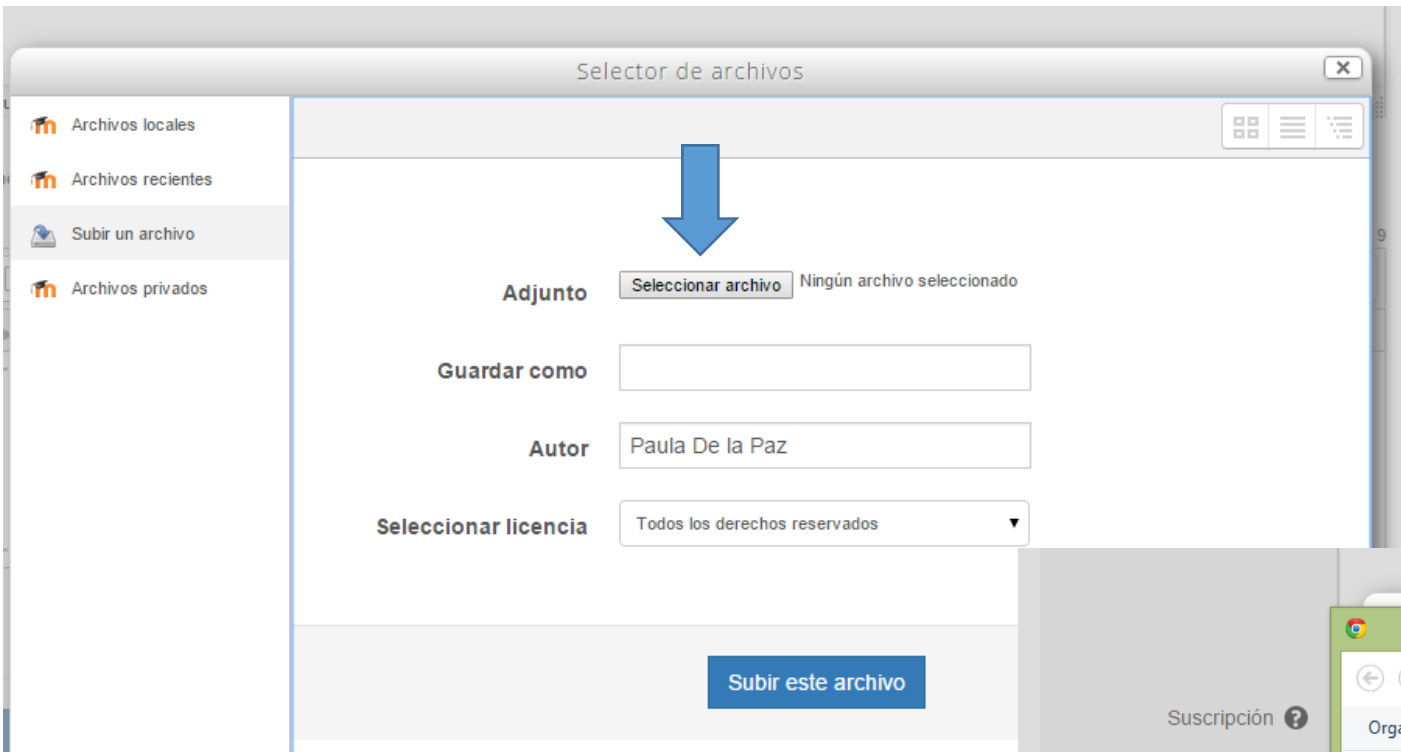 Selector de archivos
Archivos locales
Archivos recientes
Subir un archivo
Archivos privados
Adjunto
Seleccionar archivo Ningún archivo seleccionado
Guardar como
Autor
Paula De la Paz
Seleccionar licencia
Todos los derechos reservados
Subir este archivo
Suscripción ?
9